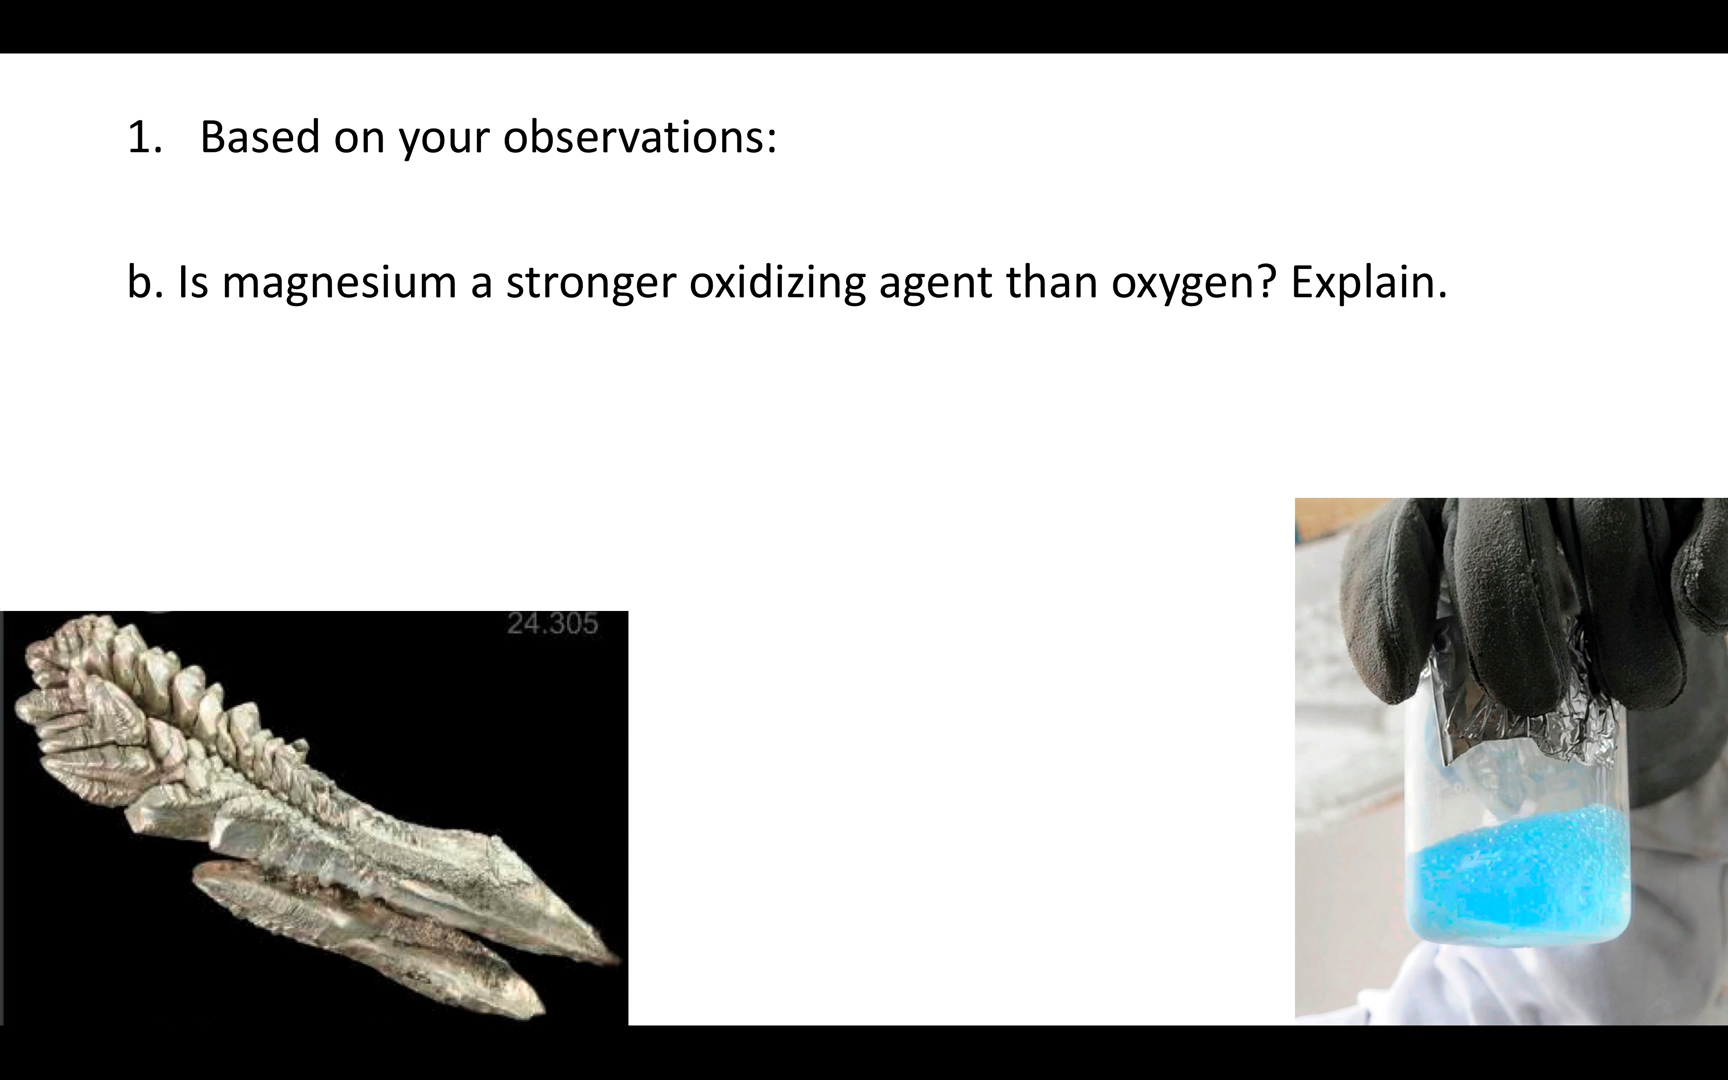 1. Based on your observations:
b. Is magnesium a stronger oxidizing agent than oxygen? Explain.
24.305